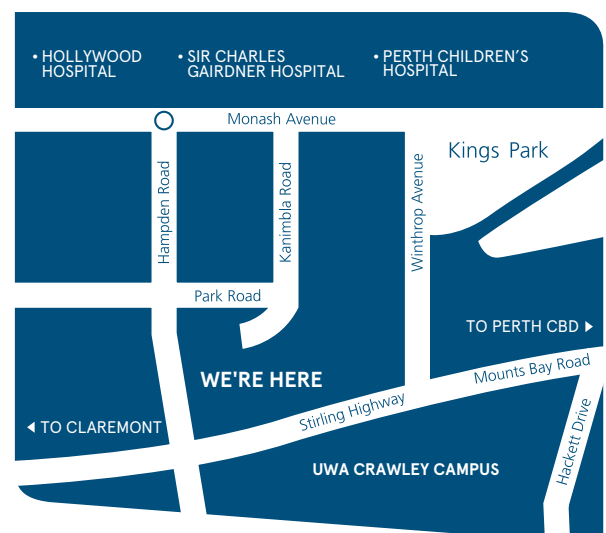 • HOLLYWOOD
HOSPITAL
• SIR CHARLES
GAIRDNER HOSPITAL
• PERTH CHILDREN'S
HOSPITAL
Monash Avenue
Kings Park
Hampden Road
Kanimbla Road
Winthrop Avenue
Park Road
TO PERTH CBD
Mounts Bay Road
WE'RE HERE
Stirling Highway
TO CLAREMONT
Hackett Drive
UWA CRAWLEY CAMPUS